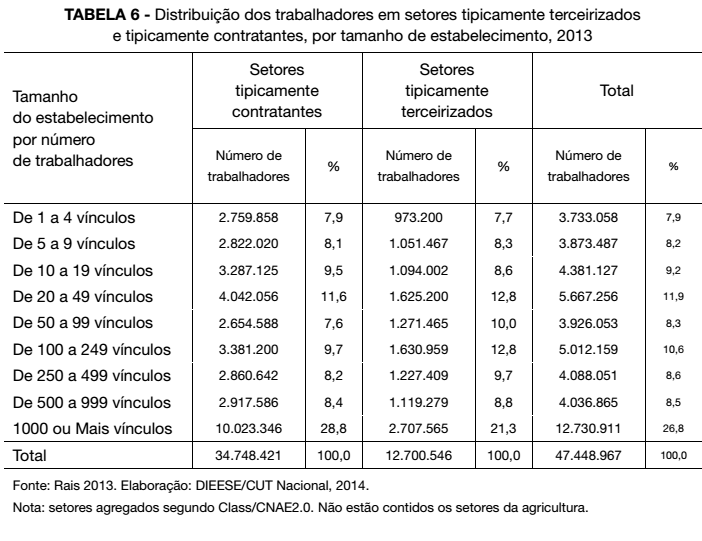 TABELA 6 - Distribuição dos trabalhadores em setores tipicamente terceirizados
e tipicamente contratantes, por tamanho de estabelecimento, 2013
Tamanho
do estabelecimento
por número
de trabalhadores
Setores
tipicamente
contratantes
Setores
tipicamente
terceirizados
Total
Número de
trabalhadores
%
Número de
trabalhadores
%
Número de
trabalhadores
%
De 1 a 4 vínculos 2.759.858 7,9 973.200 7,7 3.733.058 7,9
De 5 a 9 vínculos 2.822.020 8,1 1.051.467 8,3 3.873.487 8,2
De 10 a 19 vínculos 3.287.125 9,5 1.094.002 8,6 4.381.127 9,2
De 20 a 49 vínculos 4.042.056 11,6 1.625.200 12,8 5.667.256 11,9
De 50 a 99 vínculos 2.654.588 7,6 1.271.465 10,0 3.926.053 8,3
De 100 a 249 vínculos 3.381.200 9,7 1.630.959 12,8 5.012.159 10,6
De 250 a 499 vínculos 2.860.642 8,2 1.227.409 9,7 4.088.051 8,6
De 500 a 999 vínculos 2.917.586 8,4 1.119.279 8,8 4.036.865 8,5
1000 ou Mais vínculos 10.023.346 28,8 2.707.565 21,3 12.730.911 26,8
Total 34.748.421 100,0 12.700.546 100,0 47.448.967 100,0
Fonte: Rais 2013. Elaboração: DIEESE/CUT Nacional, 2014.
Nota: setores agregados segundo Class/CNAE2.0. Não estão contidos os setores da agricultura.